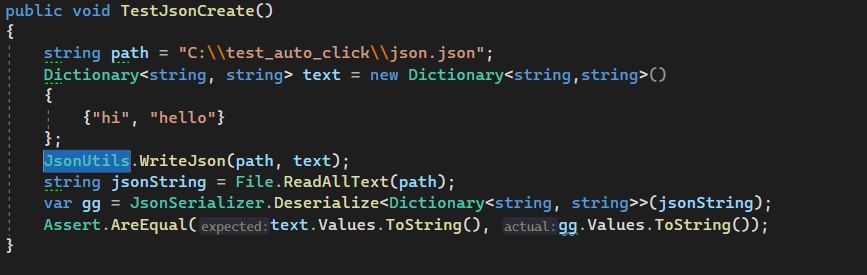 public void TestJsonCreate()
{
string path = "C:\\test_auto_click\\json.json";
Dictionary<string, string> text = new Dictionary<string,string>()
{
{"hi", "hello"}
};
JsonUtils.WriteJson(path, text);
string jsonString = File.ReadAllText(path);
var gg = JsonSerializer.Deserialize<Dictionary<string, string>>(jsonString);
Assert.AreEqual(expected:text.Values.ToString(), actual:gg.Values.ToString());
}